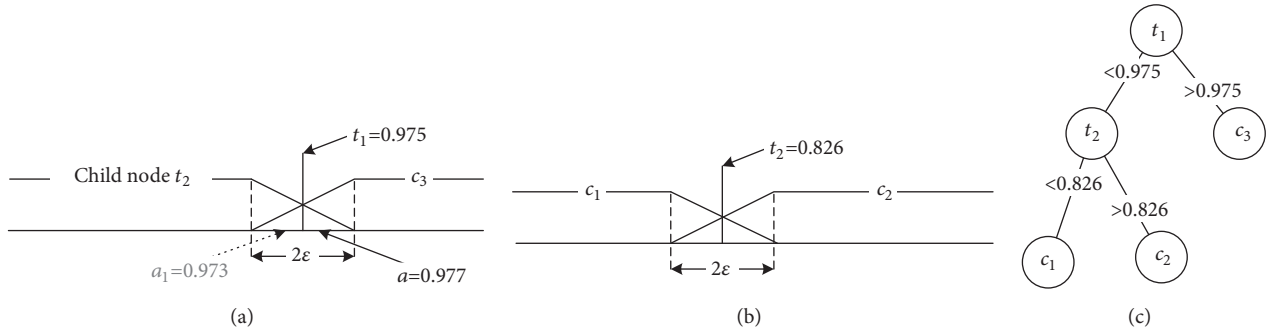 t₁=0.975
Child node t₂
c₃
2ε
a₁=0.973
a=0.977
(a)
t₂=0.826
c₁
c₂
2ε
(b)
t₁
<0.975
>0.975
t₂
c₃
<0.826
>0.826
c₁
c₂
(c)